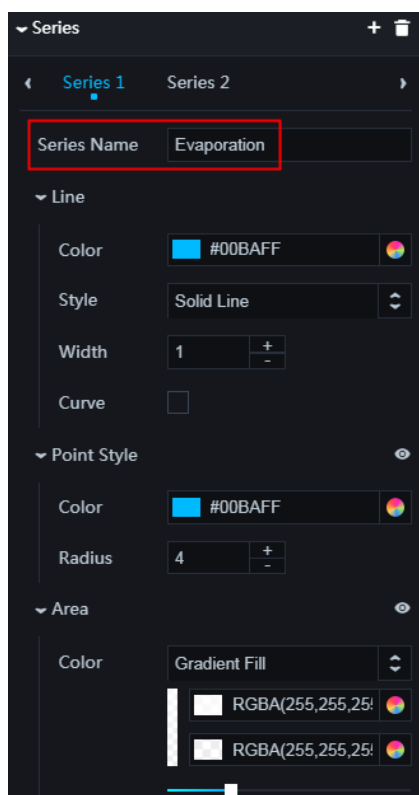 Series
Series 1 Series 2
Series Name Evaporation
Line
Color #00BAFF
Style Solid Line
Width 1 + -
Curve
Point Style
Color #00BAFF
Radius 4 + -
Area
Color Gradient Fill
RGBA(255,255,25
RGBA(255,255,25